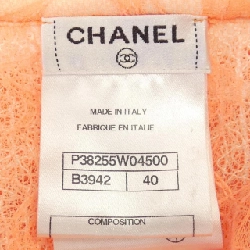 CHANEL
MADE IN ITALY
FABRIQUE EN ITALIE
P38255W04500
B3942 40
COMPOSITION